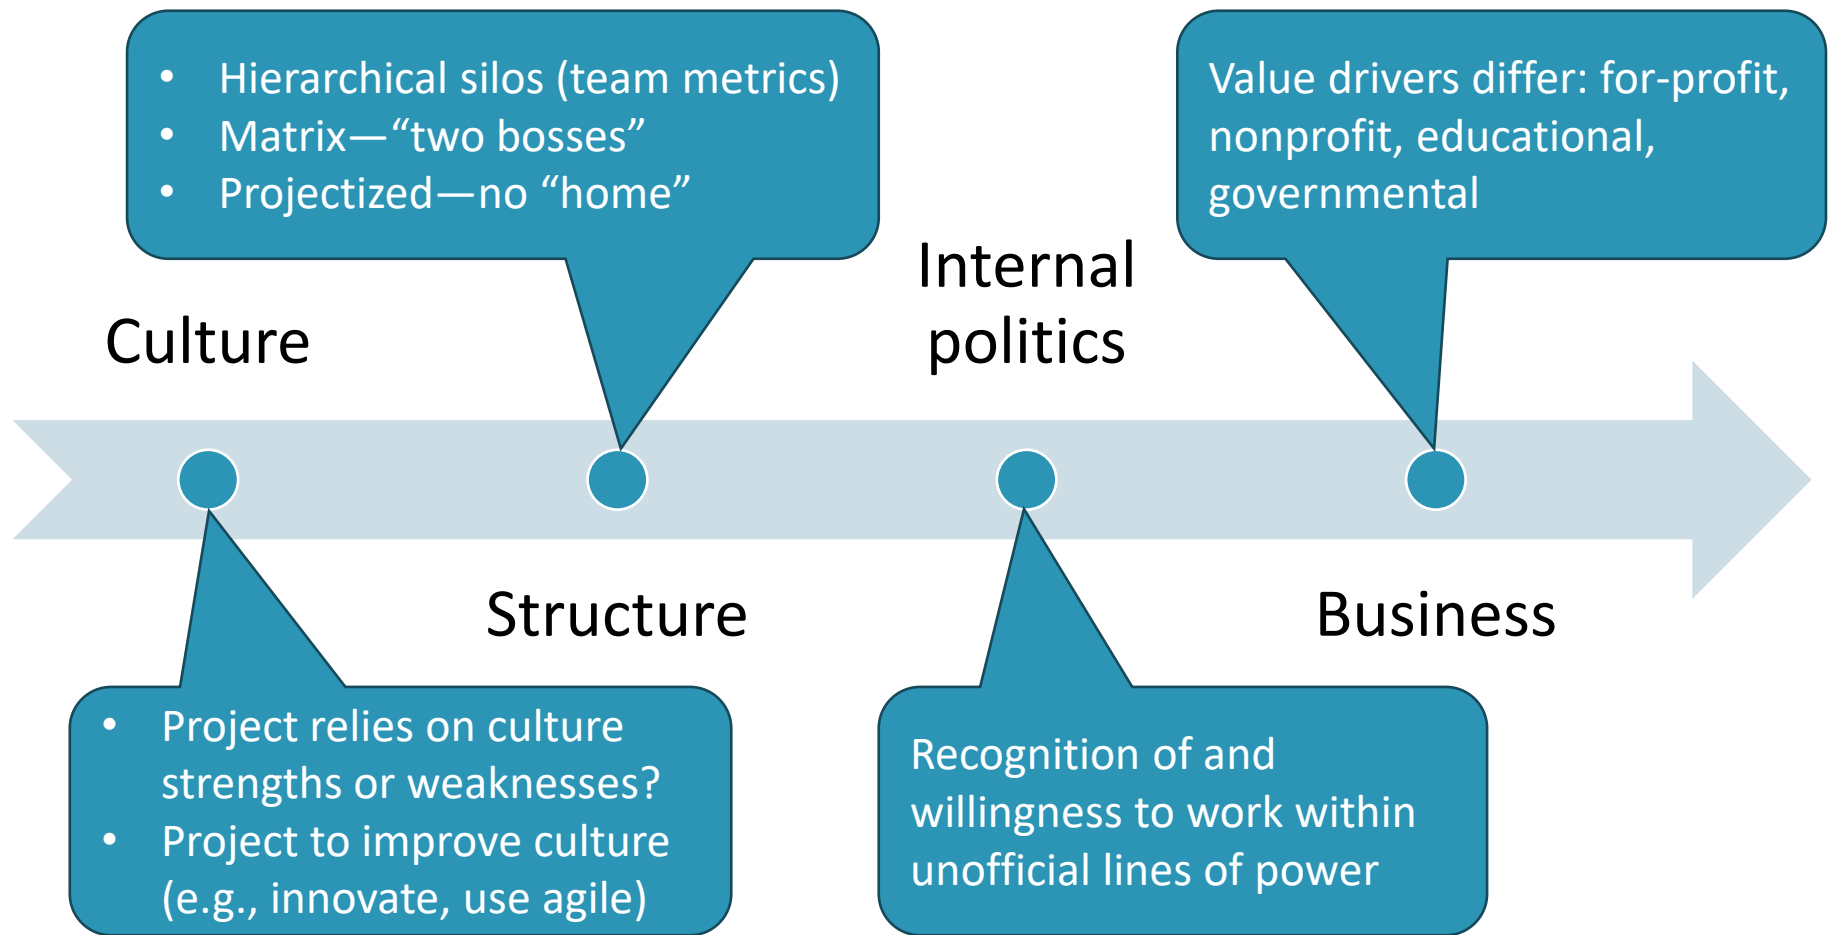 • Hierarchical silos (team metrics)
• Matrix—“two bosses”
• Projectized—no “home”
Value drivers differ: for-profit,
nonprofit, educational,
governmental
Culture
Internal
politics
Structure
Business
• Project relies on culture
strengths or weaknesses?
• Project to improve culture
(e.g., innovate, use agile)
Recognition of and
willingness to work within
unofficial lines of power